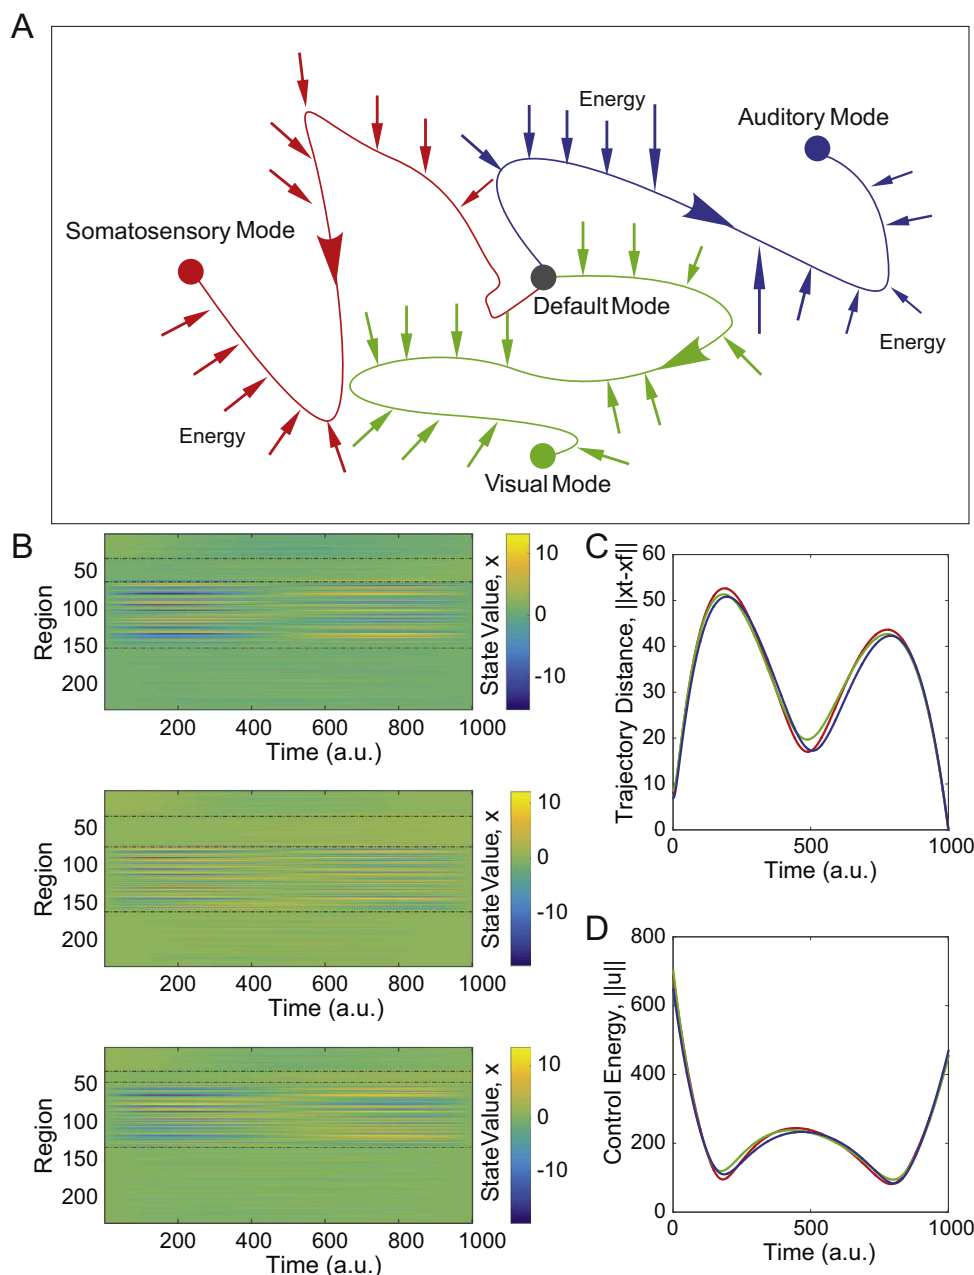 A
Energy
Auditory Mode
Somatosensory Mode
Default Mode
Energy
Energy
Visual Mode
B
Region
50
100
150
200
200 400 600 800 1000
Time (a.u.)
State Value, x
10
0
-10
Region
50
100
150
200
200 400 600 800 1000
Time (a.u.)
State Value, x
10
0
-10
Region
50
100
150
200
200 400 600 800 1000
Time (a.u.)
State Value, x
10
0
-10
C
Trajectory Distance, ||xt-xf||
60
50
40
30
20
10
0
0 500 1000
Time (a.u.)
D
Control Energy, ||u||
800
600
400
200
0
0 500 1000
Time (a.u.)